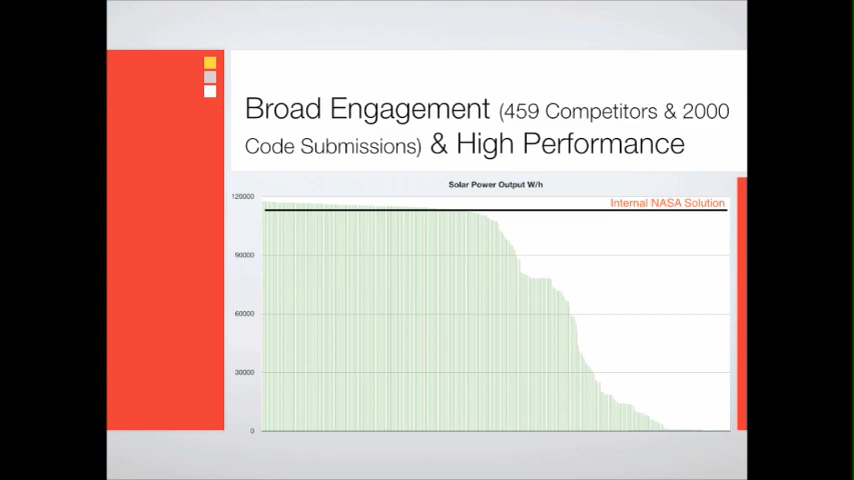 Broad Engagement (459 Competitors & 2000
Code Submissions) & High Performance
Solar Power Output W/h
120000
Internal NASA Solution
90000
60000
30000
0